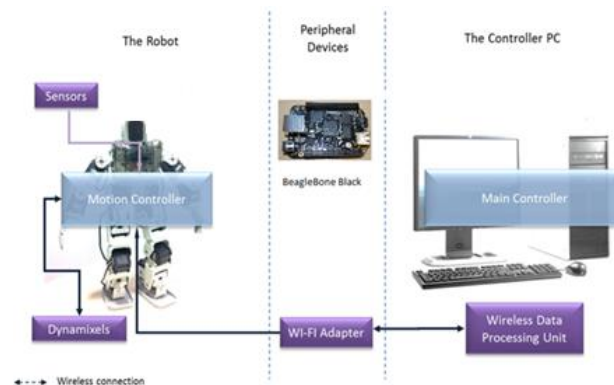 The Robot
Peripheral
Devices
The Controller PC
Sensors
BeagleBone Black
Motion Controller
Main Controller
Dynamixels
WI-FI Adapter
Wireless Data
Processing Unit
Wireless connection